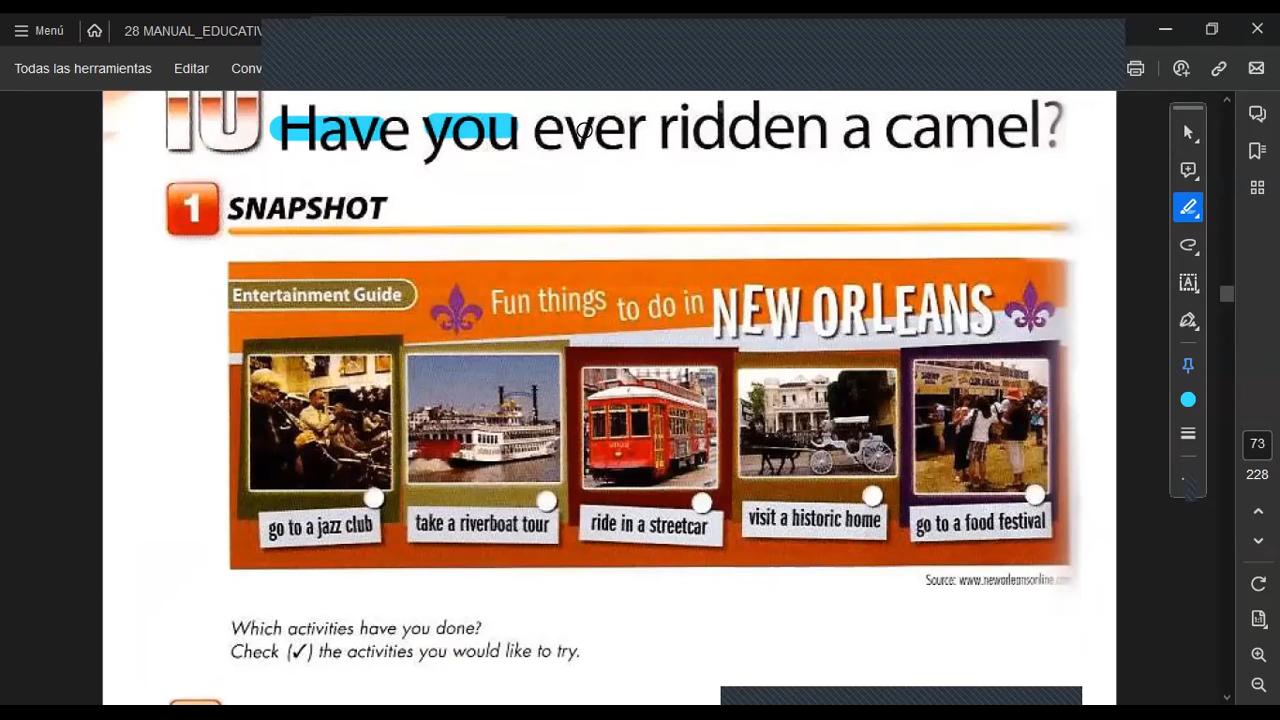 Menú
28 MANUAL_EDUCATIV
Todas las herramientas
Editar
Conv
10 Have you ever ridden a camel?
1 SNAPSHOT
Entertainment Guide
Fun things to do in NEW ORLEANS
go to a jazz club
take a riverboat tour
ride in a streetcar
visit a historic home
go to a food festival
Source: www.neworleansonline.
Which activities have you done?
Check (✓) the activities you would like to try.
73
228